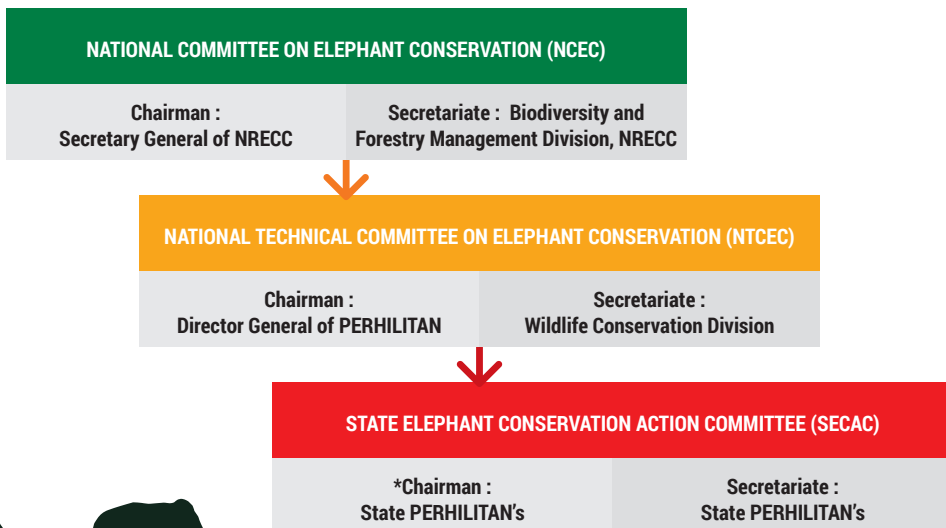 NATIONAL COMMITTEE ON ELEPHANT CONSERVATION (NCEC)
Chairman :
Secretary General of NRECC
Secretariate : Biodiversity and
Forestry Management Division, NRECC
NATIONAL TECHNICAL COMMITTEE ON ELEPHANT CONSERVATION (NTCEC)
Chairman :
Director General of PERHILITAN
Secretariate :
Wildlife Conservation Division
STATE ELEPHANT CONSERVATION ACTION COMMITTEE (SECAC)
*Chairman :
State PERHILITAN's
Secretariate :
State PERHILITAN's